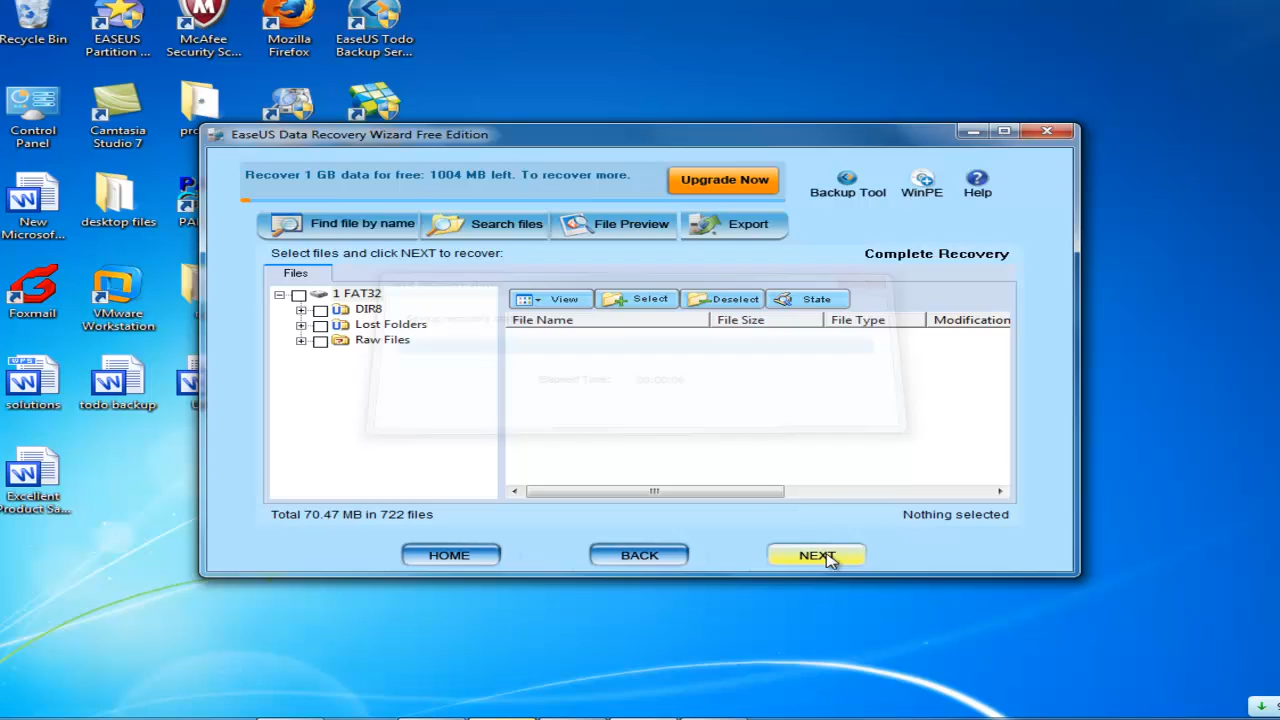 Recycle Bin
EASEUS
Partition ...
McAfee
Security Sc...
Mozilla
Firefox
EaseUS Todo
Backup Ser...
Control
Panel
Camtasia
Studio 7
EaseUS Data Recovery Wizard Free Edition
Recover 1 GB data for free: 1004 MB left. To recover more.
Upgrade Now
Backup Tool
WinPE
Help
New
Microsof...
desktop files
Find file by name
Search files
File Preview
Export
Select files and click NEXT to recover:
Complete Recovery
Files
1 FAT32
DIR8
Lost Folders
Raw Files
View
Select
Deselect
State
File Name
File Size
File Type
Modification
Elapsed Time:
Foxmail
VMware
Workstation
solutions
todo backup
Excellent
Product Sa...
Total 70.47 MB in 722 files
Nothing selected
HOME
BACK
NEXT